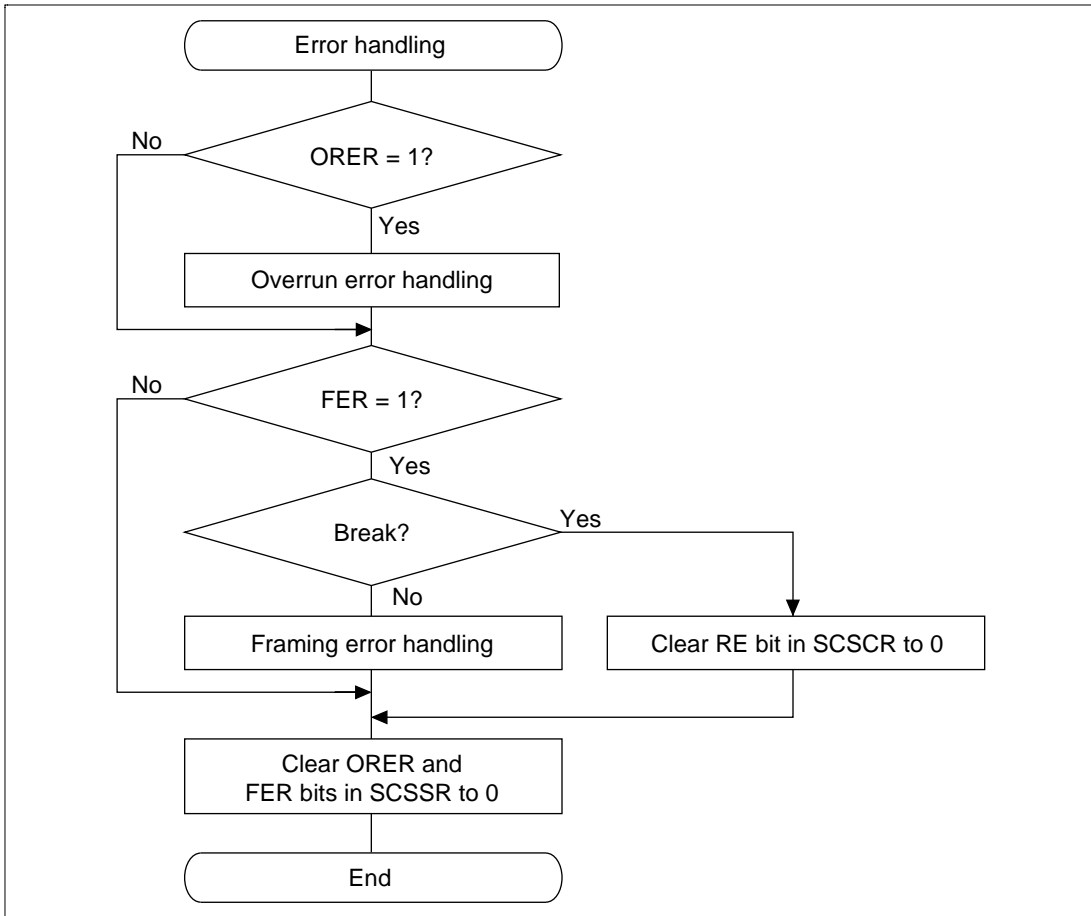 Error handling
No
ORER = 1?
Yes
Overrun error handling
No
FER = 1?
Yes
Break?
Yes
No
Framing error handling
Clear RE bit in SCSCR to 0
Clear ORER and
FER bits in SCSSR to 0
End